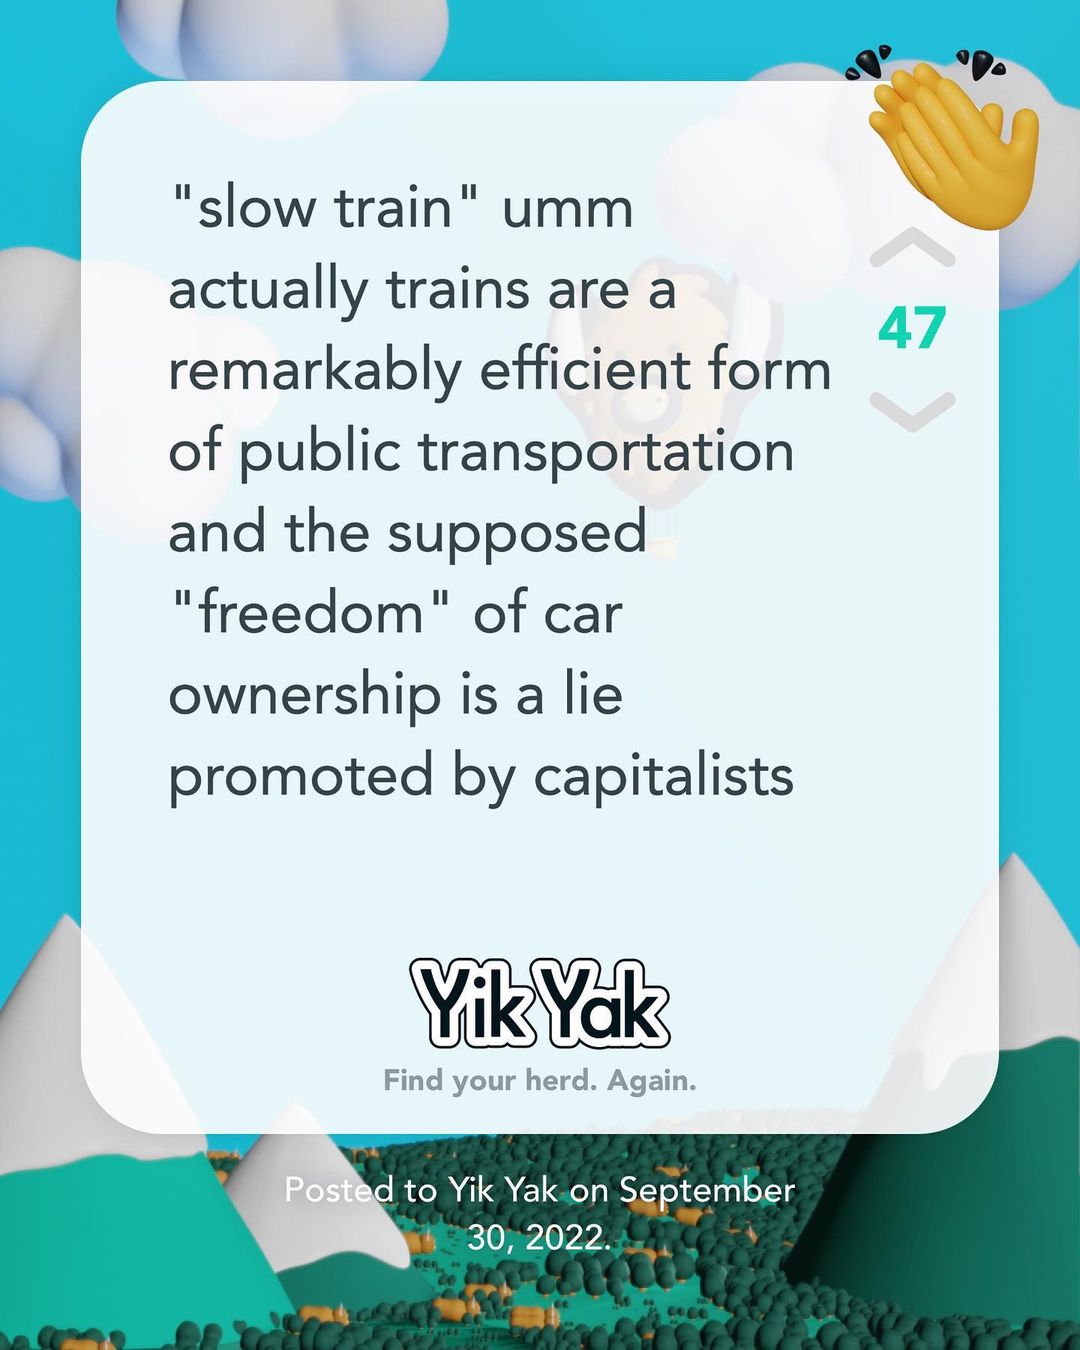 "slow train" umm
actually trains are a
remarkably efficient form
of public transportation
and the supposed
"freedom" of car
ownership is a lie
promoted by capitalists
47
Yik Yak
Find your herd. Again.
Posted to Yik Yak on September
30, 2022.